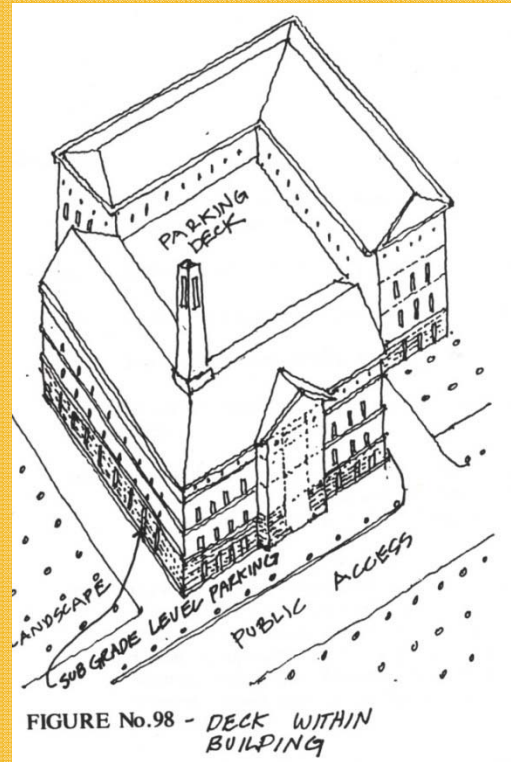 PARKING
DECK
LANDSCAPE
SUB GRADE LEVEL PARKING
PUBLIC ACCESS
FIGURE No.98 - DECK WITHIN
BUILDING